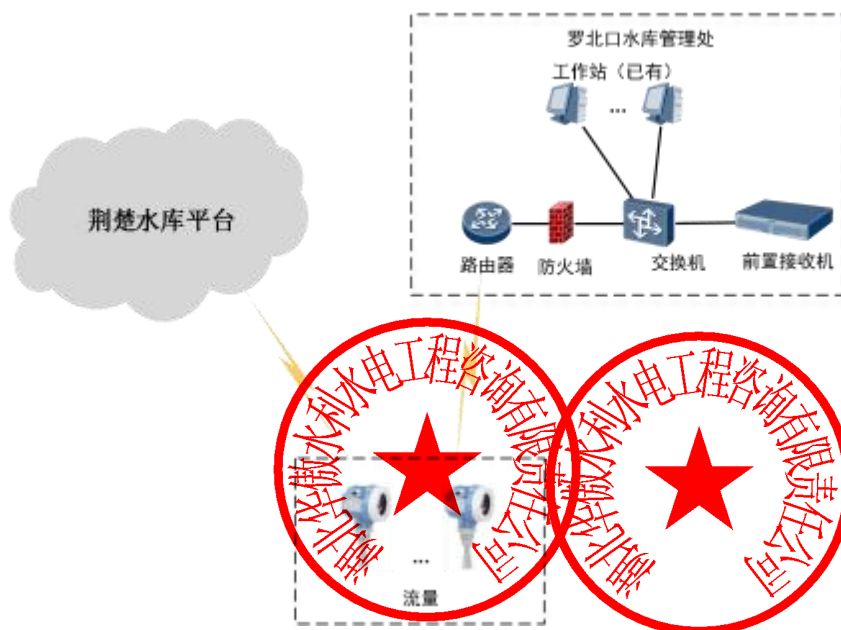 罗北口水库管理处
工作站（已有）
...
荆楚水库平台
路由器
防火墙
交换机
前置接收机
湖北华傲水利水电工程咨询有限责任公司
湖北华傲水利水电工程咨询有限责任公司
...
流量